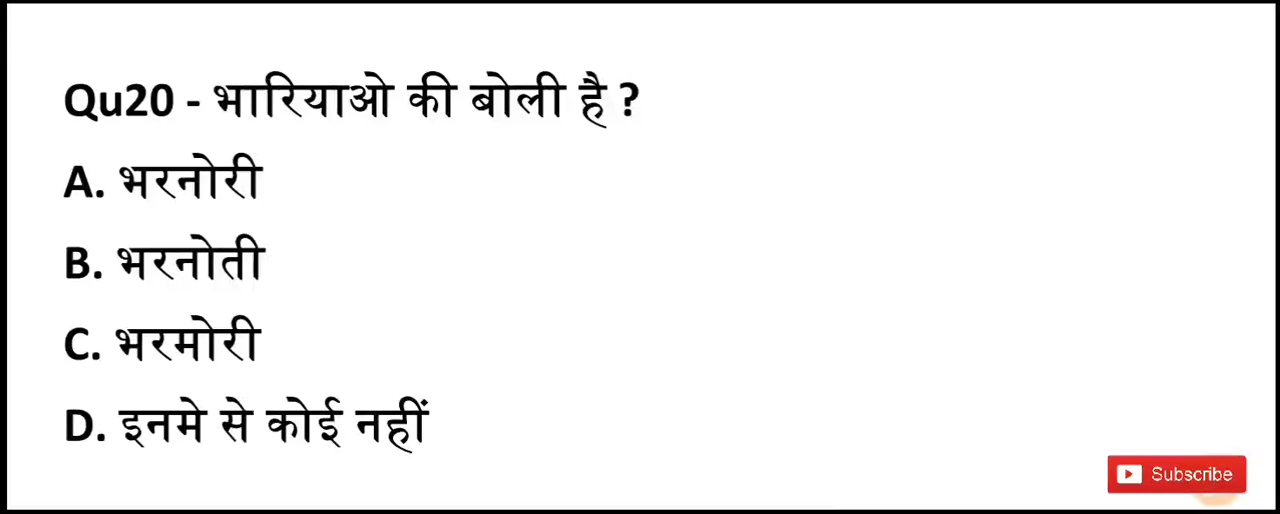 Qu20 - भारियाओ की बोली है ?
A. भरनोरी
B. भरनोती
C. भरमोरी
D. इनमे से कोई नहीं
Subscribe